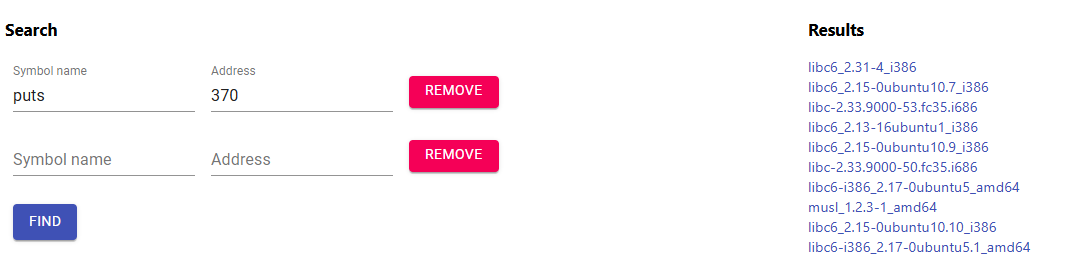 Search
Symbol name
Address
puts
370
REMOVE
Symbol name
Address
REMOVE
FIND
Results
libc6_2.31-4_i386
libc6_2.15-0ubuntu10.7_i386
libc-2.33.9000-53.fc35.i686
libc6_2.13-16ubuntu1_i386
libc6_2.15-0ubuntu10.9_i386
libc-2.33.9000-50.fc35.i686
libc6-i386_2.17-0ubuntu5_amd64
musl_1.2.3-1_amd64
libc6_2.15-0ubuntu10.10_i386
libc6-i386_2.17-0ubuntu5.1_amd64